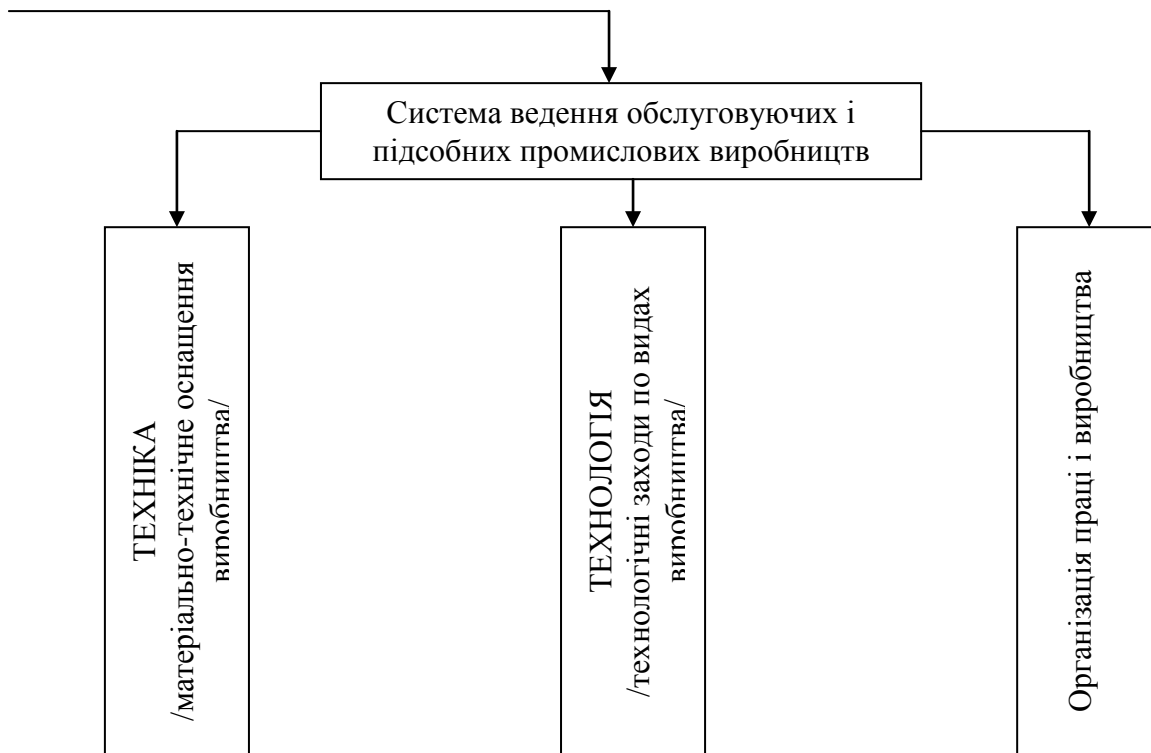 Система ведення обслуговуючих і
підсобних промислових виробництв
ТЕХНІКА
/матеріально-технічне оснащення
виробництва/
ТЕХНОЛОГІЯ
/технологічні заходи по видах
виробництва/
Організація праці і виробництва